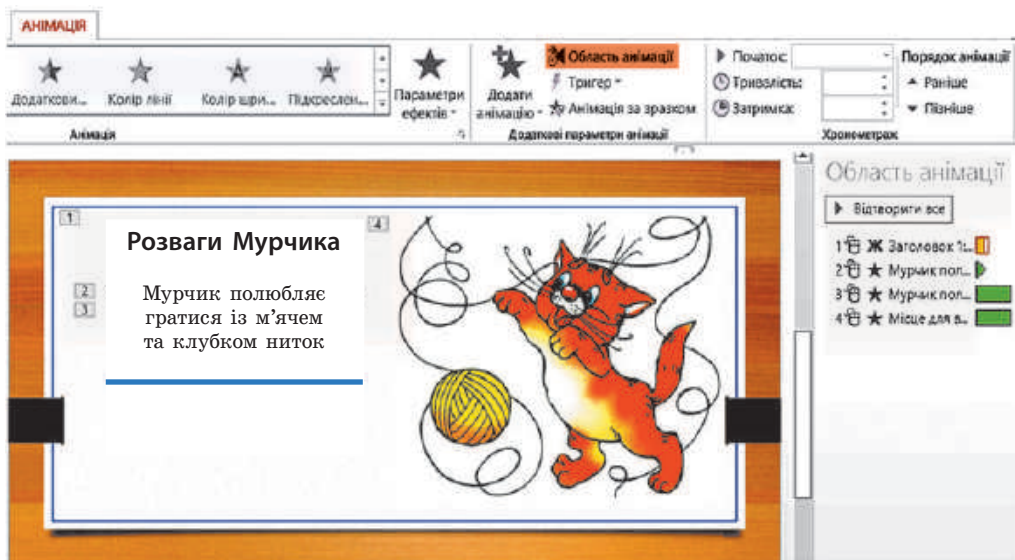 АНІМАЦІЯ
Додаткови... Колір лінії Колір шри... Підкреслен...
Параметри ефектів
Додати анімацію
Область анімації
Тригер
Анімація за зразком
Початок:
Тривалість:
Затримка:
Порядок анімації
Раніше
Пізніше
Анімація
Додаткові параметри анімації
Хронометраж
1
4
Розваги Мурчика
2
3
Мурчик полюбляє
гратися із м’ячем
та клубком ниток
Область анімації
Відтворити все
1 Ж Заголовок 1:...
2 Мурчик пол...
3 Мурчик пол...
4 Місце для в...